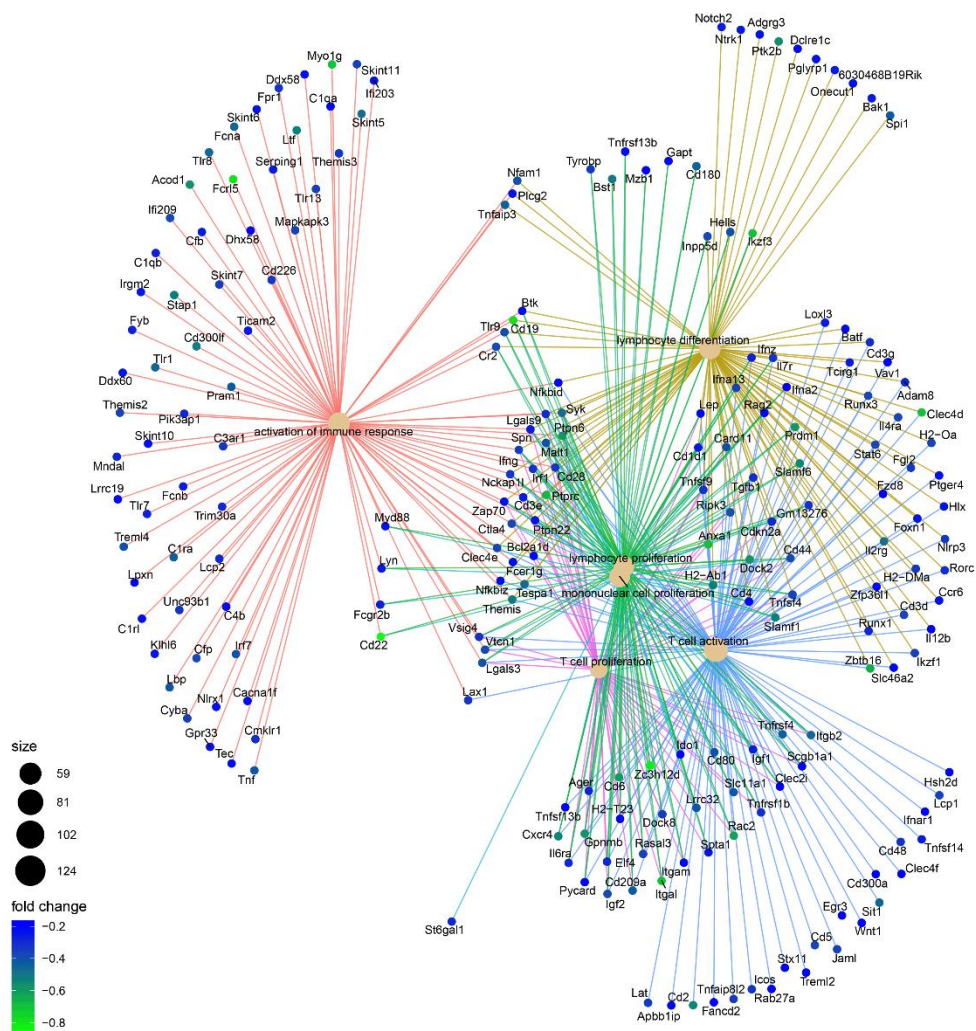 Notch2
Adgrg3
Ntrk1
Dclre1c
Ptk2b
Pglyrp1
6030468B19Rik
Onecut1
Bak1
Spi1
Myo1g
Skint11
Ddx58
Ifi203
Fpr1
C1qa
Skint6
Skint5
Fcna
Ltf
Tlr8
Serping1
Themis3
Acod1
Fcrl5
Tlr13
Ifi209
Mapkapk3
Cfb
Dhx58
C1qb
Skint7
Cd226
Irgm2
Stap1
Fyb
Ticam2
Cd300lf
Tlr1
Ddx60
Pram1
Themis2
Pik3ap1
activation of immune response
Skint10
C3ar1
Mndal
Lrrc19
Fcnb
Tlr7
Trim30a
Treml4
C1ra
Lcp2
Lpxn
Unc93b1
C1rl
C4b
Klhl6
Cfp
Irf7
Lbp
Cyba
Nlrx1
Cacna1f
Gpr33
Cmklr1
Tec
Tnf
Tnfrsf13b
Tyrobp
Gapt
Bst1
Mzb1
Cd180
Nfam1
Plcg2
Tnfaip3
Hells
Inpp5d
Ikzf3
Btk
Tlr9
Cd19
Cr2
lymphocyte differentiation
Loxl3
Batf
Ifnz
Il7r
Cd3g
Tcirg1
Vav1
Ifna13
Ifna2
Adam8
Nfkbid
Lep
Rag2
Runx3
Clec4d
Lgals9
Syk
Il4ra
H2-Oa
Spn
Ptpn6
Card11
Prdm1
Stat6
Malt1
Cd1d1
Fgl2
Ifng
Irf1
Cd28
Slamf6
Ptger4
Nckap1l
Tnfsf9
Tgfb1
Fzd8
Cd3e
Ptprc
Ripk3
Hlx
Zap70
Gm13276
Foxn1
Myd88
Ctla4
Ptpn22
Anxa1
Cdkn2a
Il2rg
Nlrp3
Clec4e
Bcl2a1d
Cd44
Lyn
Fcer1g
lymphocyte proliferation
Dock2
H2-DMa
Rorc
Nfkbiz
Tespa1
H2-Ab1
Zfp36l1
Ccr6
Themis
mononuclear cell proliferation
Cd4
Tnfsf4
Cd3d
Fcgr2b
Slamf1
Runx1
Vsig4
Il12b
Cd22
Vtcn1
T cell activation
Ikzf1
Lgals3
T cell proliferation
Zbtb16
Slc46a2
Lax1
Tnfrsf4
Itgb2
Ido1
Cd80
Igf1
Scgb1a1
Zc3h12d
Clec2i
Ager
Cd6
Slc11a1
Hsh2d
H2-T23
Lrrc32
Tnfrsf1b
Lcp1
Tnfsf13b
Ifnar1
Cxcr4
Dock8
Rac2
Gpnmb
Rasal3
Spta1
Tnfsf14
Il6ra
Cd48
Elf4
Itgam
Clec4f
Pycard
Cd209a
Cd300a
Igf2
Itgal
Sit1
Egr3
St6gal1
Wnt1
Cd5
Jaml
Stx11
Treml2
Icos
Lat
Cd2
Tnfaip8l2
Rab27a
Apbb1ip
Fancd2
size
59
81
102
124
fold change
−0.2
−0.4
−0.6
−0.8